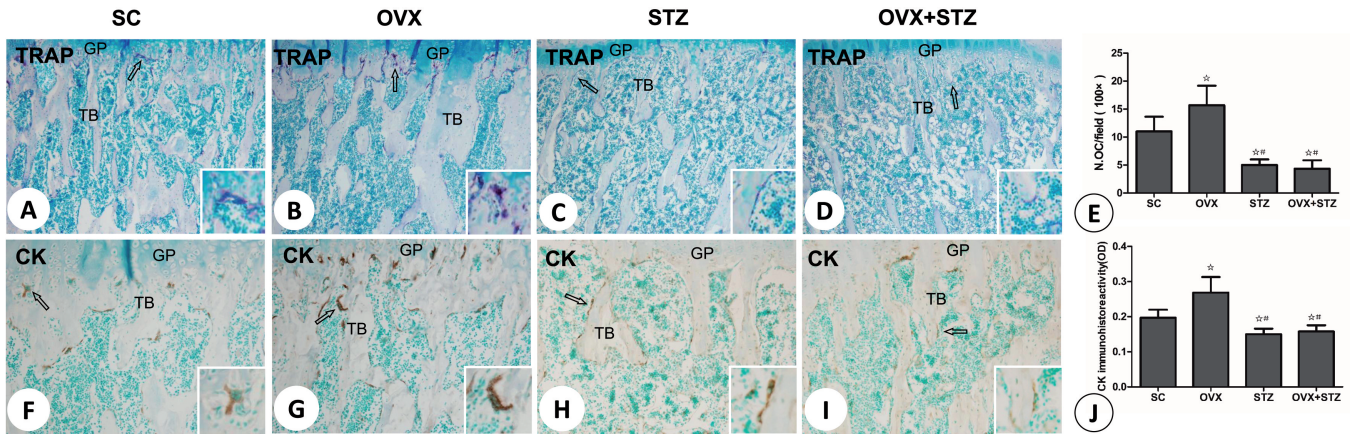 SC OVX STZ OVX+STZ
TRAP GP TB A
TRAP GP TB B
TRAP GP TB C
TRAP GP TB D
N.OC/field ( 100×)
25
20
15
10
5
0
☆
☆#
☆#
SC OVX STZ OVX+STZ
E
CK GP TB F
CK GP TB G
CK GP TB H
CK GP TB I
CK immunohistoreactivity(OD)
0.4
0.3
0.2
0.1
0.0
☆
☆#
☆#
SC OVX STZ OVX+STZ
J